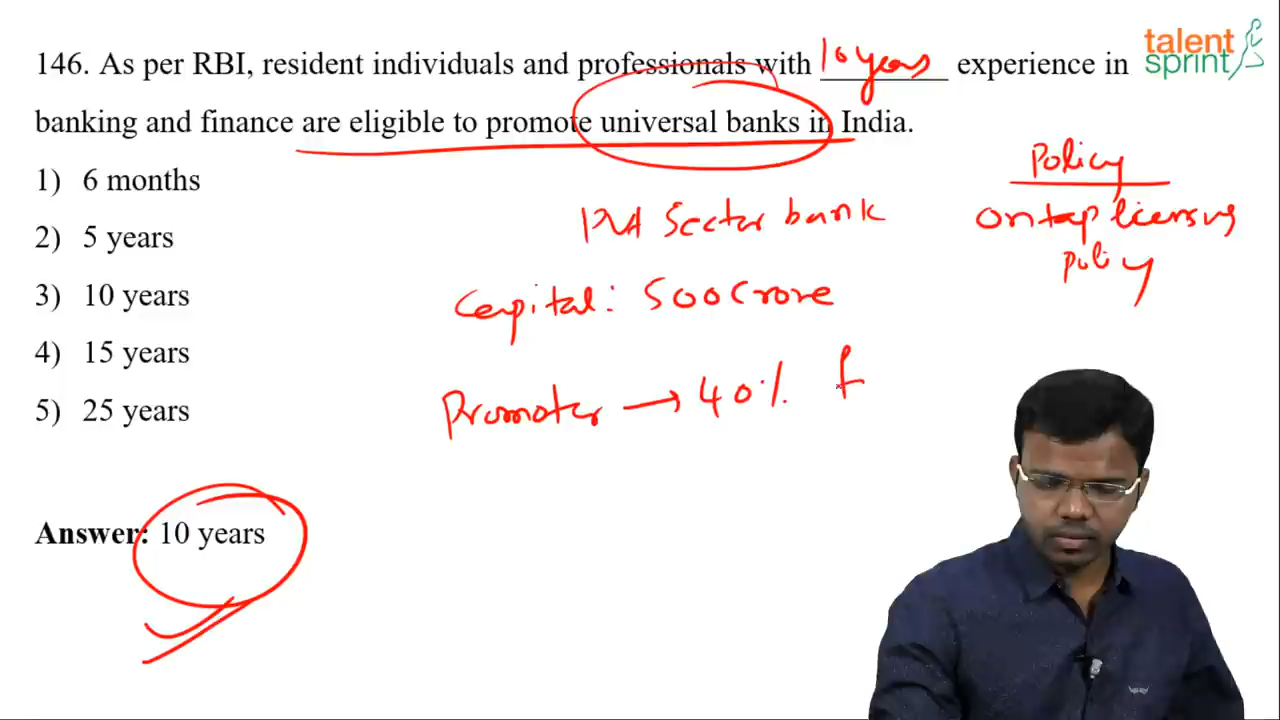 talent
sprint
146. As per RBI, resident individuals and professionals with 10 years experience in
banking and finance are eligible to promote universal banks in India.
1) 6 months
2) 5 years
3) 10 years
4) 15 years
5) 25 years
Answer: 10 years
Sector bank
Capital: 500 Crore
Promoter → 40%
Policy
Ontap licensing
policy